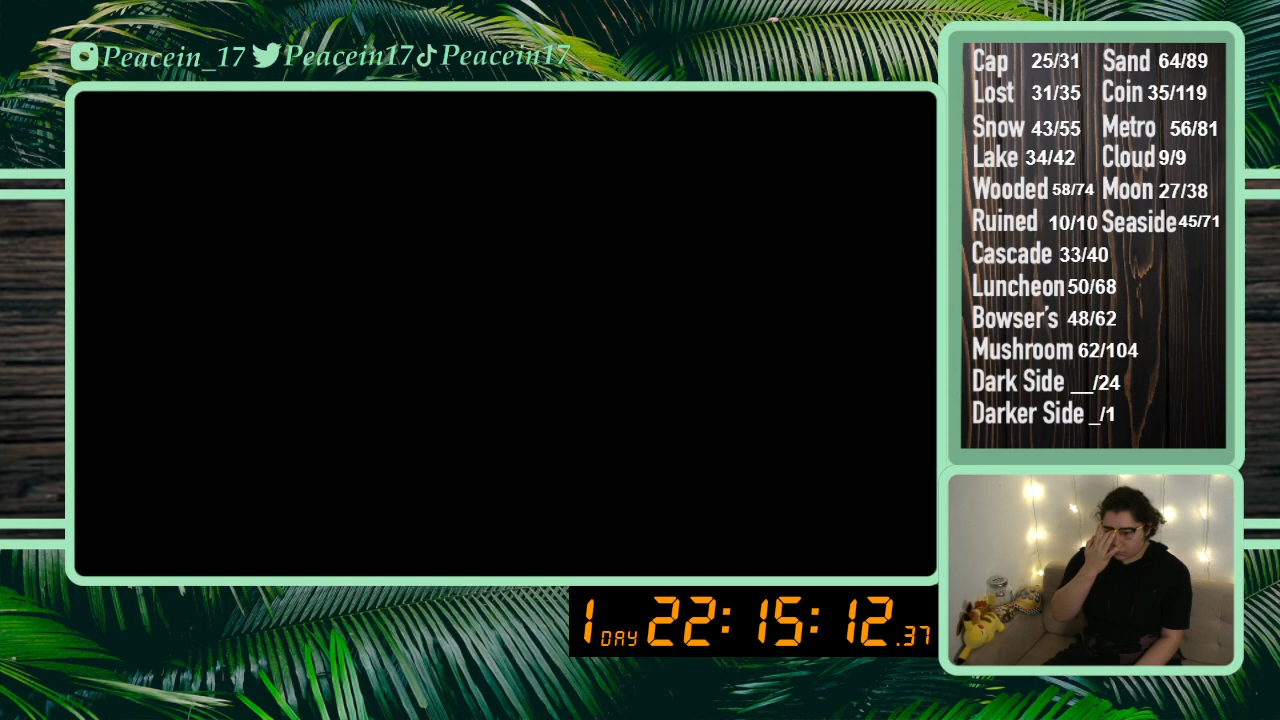 Peacein_17 Peacein17 Peacein17
Cap 25/31 Sand 64/89
Lost 31/35 Coin 35/119
Snow 43/55 Metro 56/81
Lake 34/42 Cloud 9/9
Wooded 58/74 Moon 27/38
Ruined 10/10 Seaside 45/71
Cascade 33/40
Luncheon 50/68
Bowser's 48/62
Mushroom 62/104
Dark Side __/24
Darker Side _/1
1 DAY 22:15:12.37